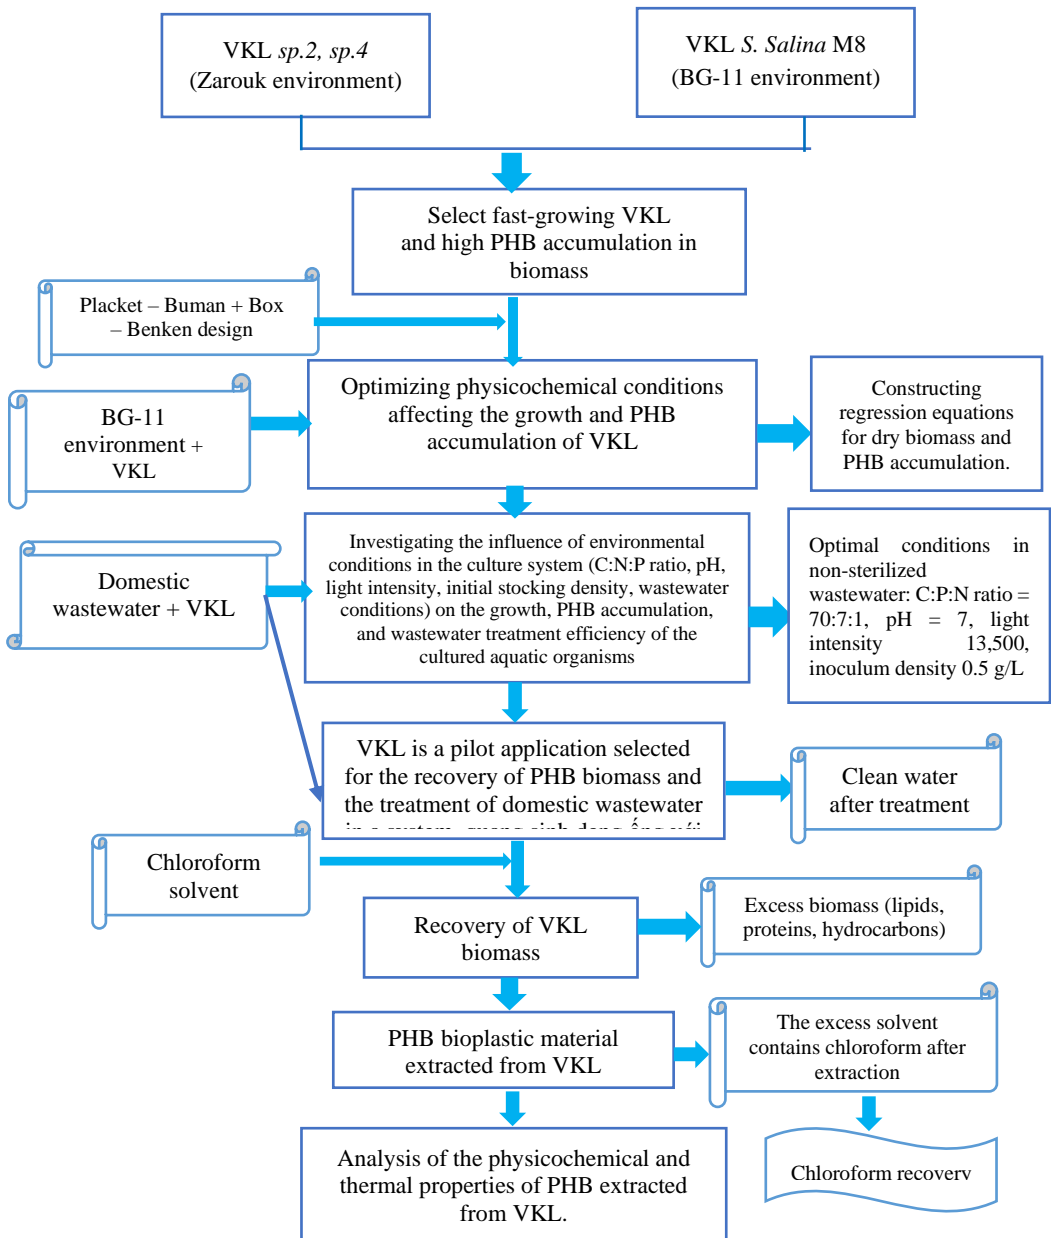 VKL sp.2, sp.4
(Zarouk environment)
VKL S. Salina M8
(BG-11 environment)
Select fast-growing VKL
and high PHB accumulation in
biomass
Placket – Buman + Box
– Benken design
Optimizing physicochemical conditions
affecting the growth and PHB
accumulation of VKL
BG-11
environment +
VKL
Constructing
regression equations
for dry biomass and
PHB accumulation.
Investigating the influence of environmental
conditions in the culture system (C:N:P ratio, pH,
light intensity, initial stocking density, wastewater
conditions) on the growth, PHB accumulation,
and wastewater treatment efficiency of the
cultured aquatic organisms
Domestic
wastewater + VKL
Optimal conditions in
non-sterilized
wastewater: C:P:N ratio =
70:7:1, pH = 7, light
intensity 13,500,
inoculum density 0.5 g/L
VKL is a pilot application selected
for the recovery of PHB biomass and
the treatment of domestic wastewater
in a system quang sinh dạng ống với
Clean water
after treatment
Chloroform
solvent
Recovery of VKL
biomass
Excess biomass (lipids,
proteins, hydrocarbons)
PHB bioplastic material
extracted from VKL
The excess solvent
contains chloroform after
extraction
Chloroform recovery
Analysis of the physicochemical and
thermal properties of PHB extracted
from VKL.